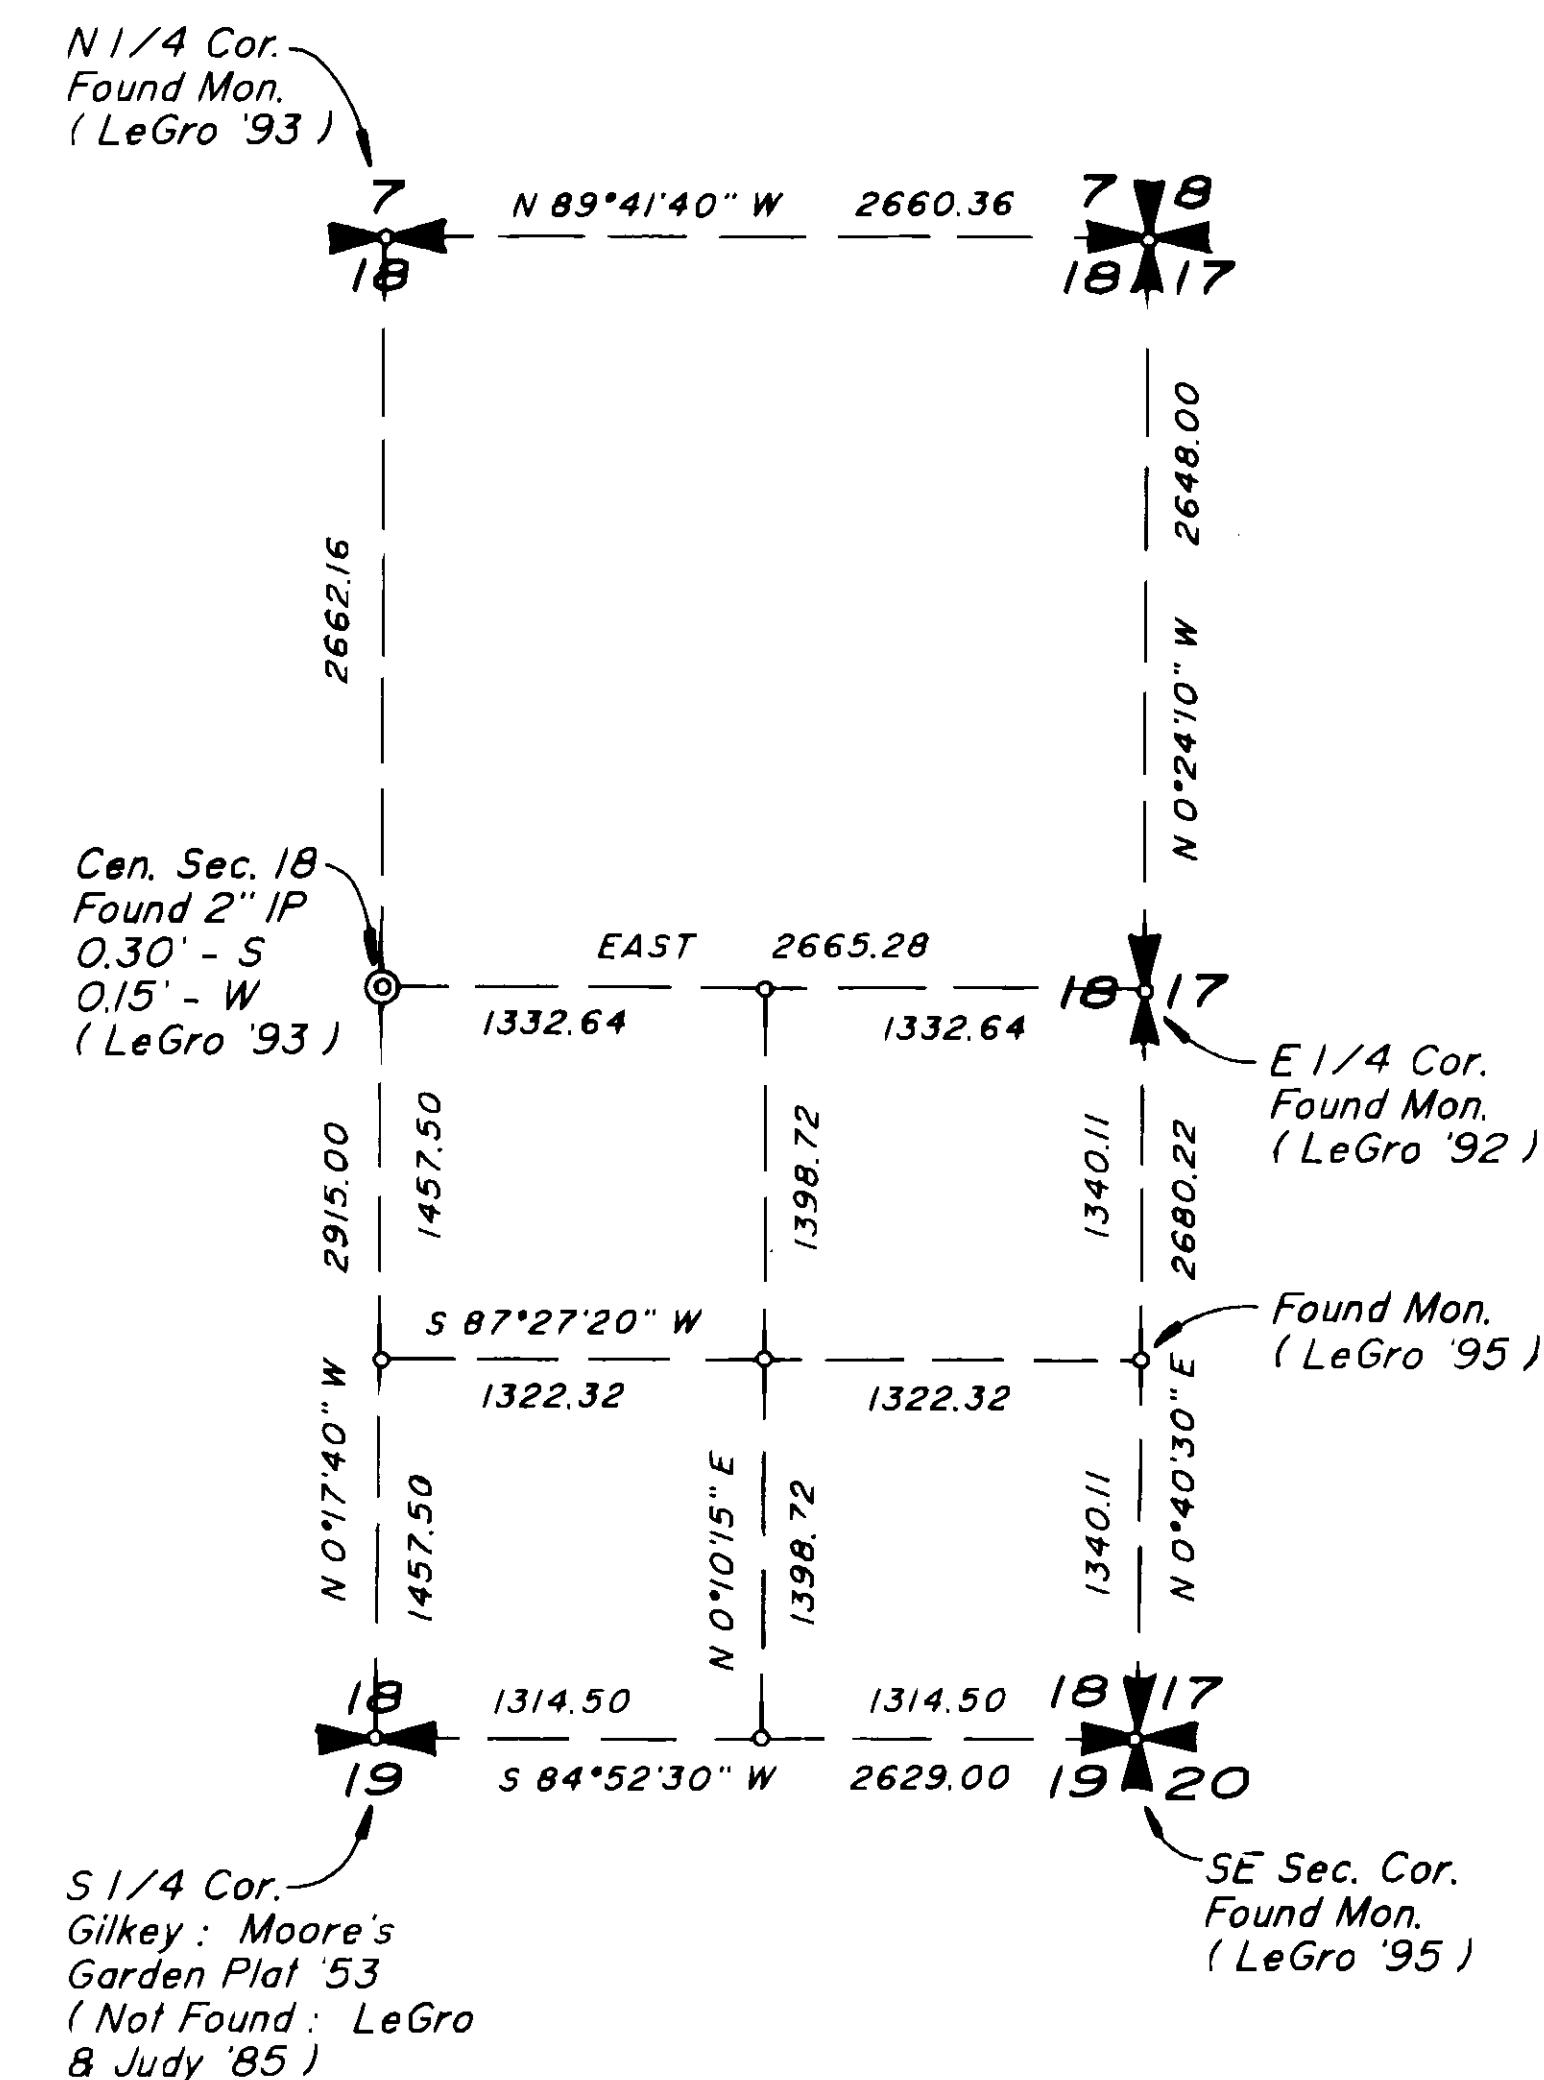 N 1/4 Cor.
Found Mon.
( LeGro '93 )
7
18
N 89°41'40" W 2660.36
7 8
18 17
2662.16
2648.00
N 0°24'10" W
Cen. Sec. 18
Found 2" IP
0.30' - S
0.15' - W
( LeGro '93 )
EAST 2665.28
1332.64
1332.64
18 17
E 1/4 Cor.
Found Mon.
( LeGro '92 )
2915.00
1457.50
1398.72
1340.11
2680.22
S 87°27'20" W
1322.32
1322.32
Found Mon.
( LeGro '95 )
N 0°17'40" W
1457.50
N 0°10'15" E
1398.72
1340.11
N 0°40'30" E
18
19
1314.50
1314.50
S 84°52'30" W 2629.00
18 17
19 20
S 1/4 Cor.
Gilkey : Moore's
Garden Plat '53
( Not Found : LeGro
& Judy '85 )
SE Sec. Cor.
Found Mon.
( LeGro '95 )